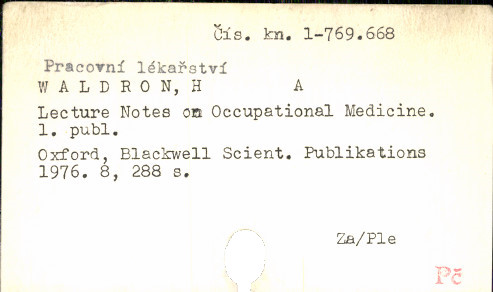 Čís. kn. 1-769.668
Pracovní lékařství
WALDRON, H A
Lecture Notes on Occupational Medicine.
1. publ.
Oxford, Blackwell Scient. Publikations
1976. 8, 288 s.
Za/Ple
Pč